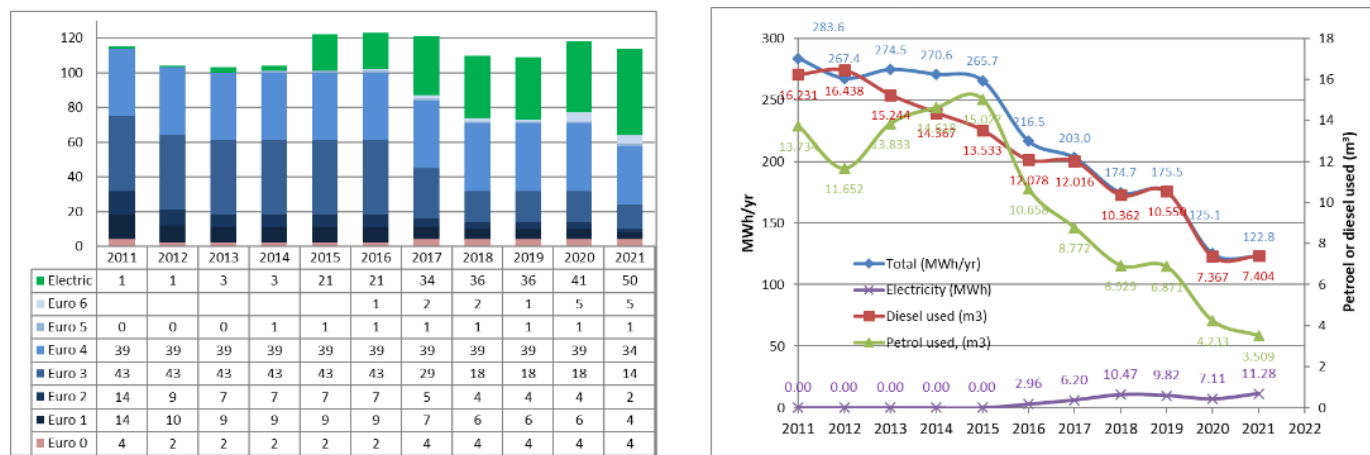 120
100
80
60
40
20
0
2011 2012 2013 2014 2015 2016 2017 2018 2019 2020 2021
Electric 1 1 3 3 21 21 34 36 36 41 50
Euro 6 1 2 2 1 5 5
Euro 5 0 0 0 1 1 1 1 1 1 1 1
Euro 4 39 39 39 39 39 39 39 39 39 39 34
Euro 3 43 43 43 43 43 43 29 18 18 18 14
Euro 2 14 9 7 7 7 7 5 4 4 4 2
Euro 1 14 10 9 9 9 9 7 6 6 6 4
Euro 0 4 2 2 2 2 2 4 4 4 4 4
MWh/yr
300
250
200
150
100
50
0
283.6 267.4 274.5 270.6 265.7 216.5 203.0 174.7 175.5 125.1 122.8
16.231 16.438 15.244 14.367 13.533 12.078 12.016 10.362 10.550 7.367 7.404
13.734 11.652 13.833 14.618 15.027 10.658 8.772 6.929 6.871 4.233 3.509
Total (MWh/yr)
Electricity (MWh)
Diesel used (m3)
Petrol used, (m3)
0.00 0.00 0.00 0.00 0.00 2.96 6.20 10.47 9.82 7.11 11.28
2011 2012 2013 2014 2015 2016 2017 2018 2019 2020 2021 2022
18
16
14
12
10
8
6
4
2
0
Petroel or diesel used (m³)